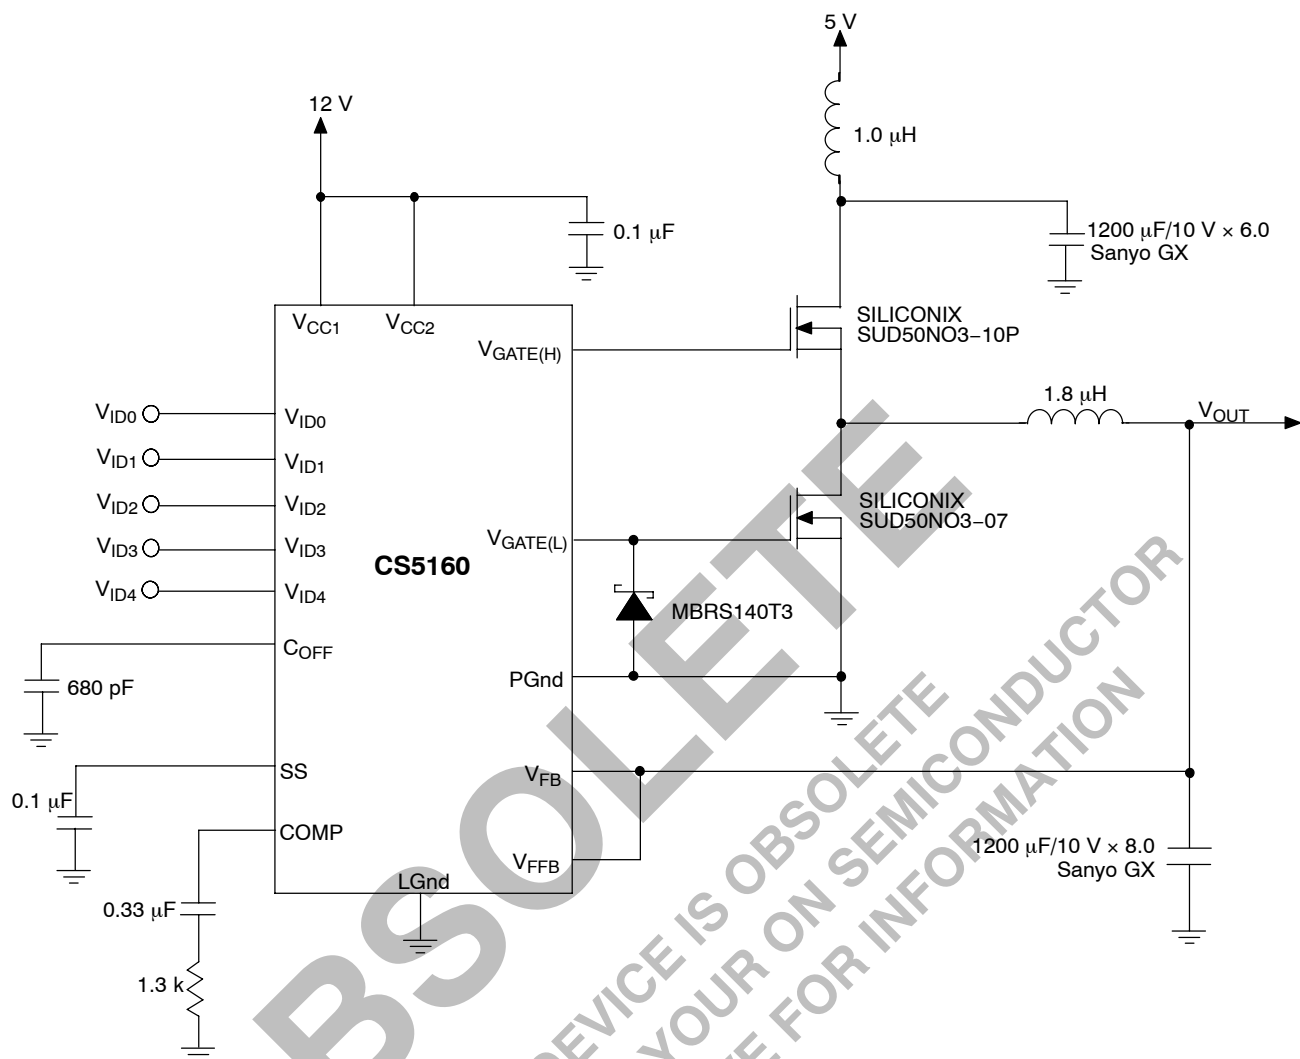 5 V
1.0 µH
12 V
0.1 µF
1200 µF/10 V × 6.0
Sanyo GX
VCC1
VCC2
VGATE(H)
SILICONIX
SUD50NO3−10P
1.8 µH
VOUT
VID0
VID0
VID1
VID1
VID2
VID2
VID3
VID3
VID4
VID4
CS5160
VGATE(L)
SILICONIX
SUD50NO3−07
MBRS140T3
COFF
680 pF
PGnd
SS
0.1 µF
VFB
COMP
VFFB
1200 µF/10 V × 8.0
Sanyo GX
LGnd
0.33 µF
1.3 k
BSOLETE
DEVICE IS OBSOLETE
YOUR ON SEMICONDUCTOR
FOR INFORMATION